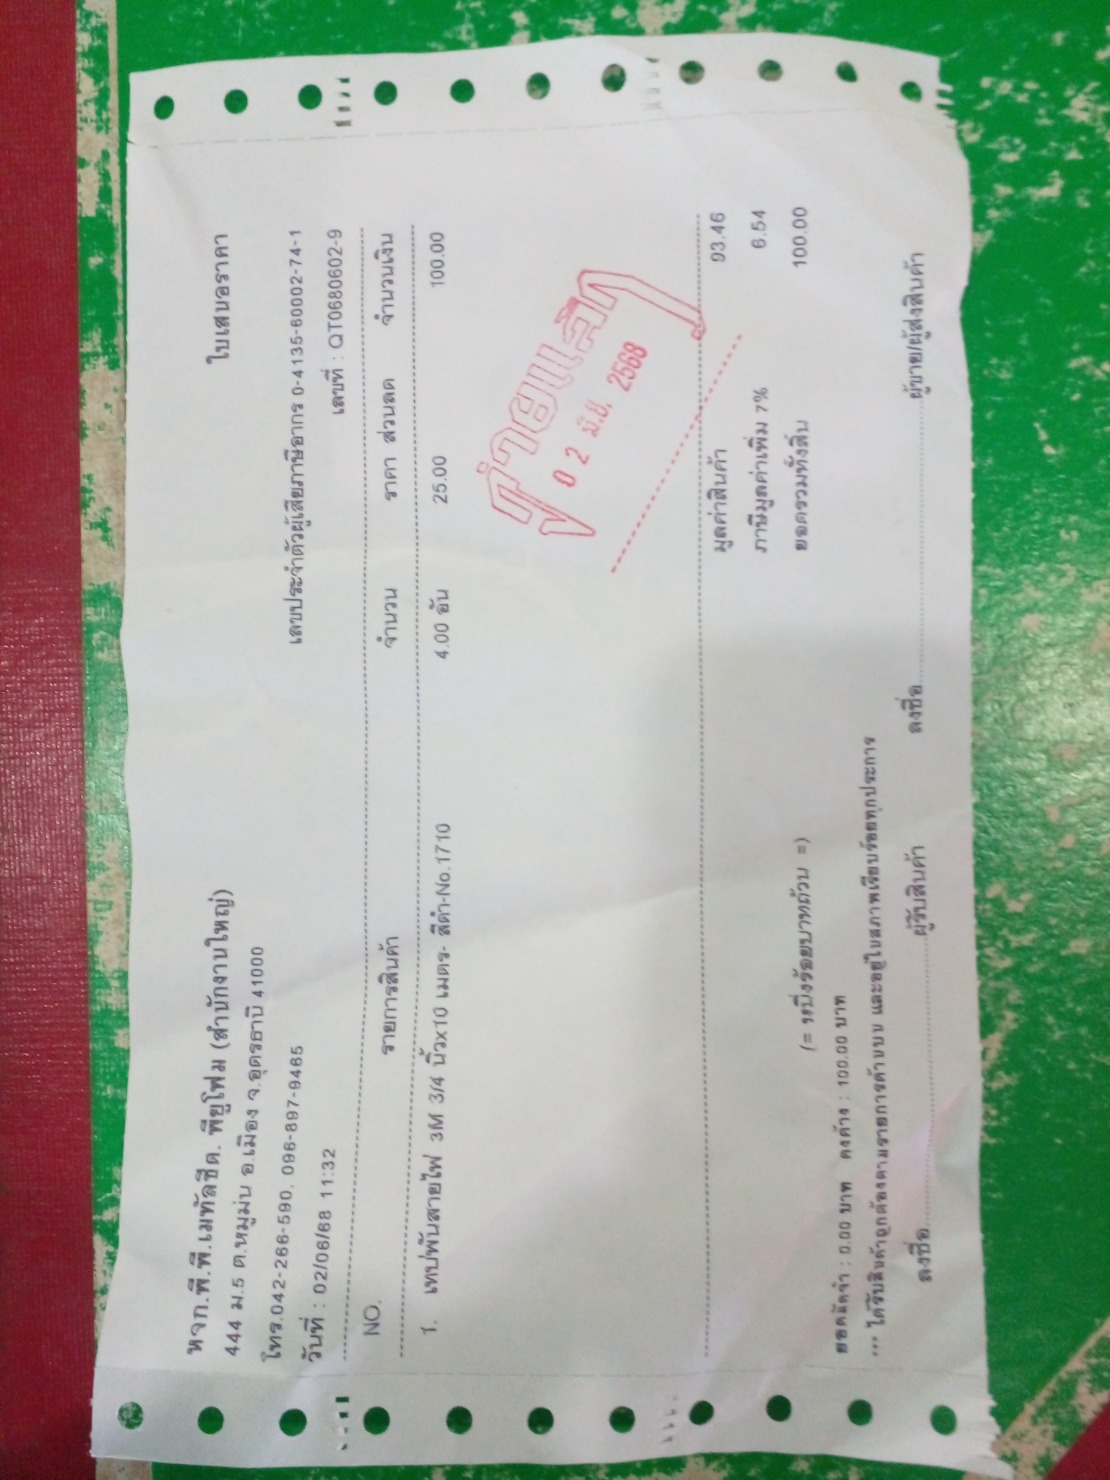 ใบเสนอราคา
หจก.พี.พี.เมทัลชีต. พียูโฟม (สำนักงานใหญ่)
444 ม.5 ต.หมูม่น อ.เมือง จ.อุดรธานี 41000
โทร.042-266-590, 096-897-9465 เลขประจำตัวผู้เสียภาษีอากร 0-4135-60002-74-1
วันที่ : 02/06/68 11:32 เลขที่ : QT0680602-9
NO. รายการสินค้า จำนวน ราคา ส่วนลด จำนวนเงิน
1. เทปพันสายไฟ 3M 3/4 นิ้วx10 เมตร- สีดำ-No.1710 4.00 อัน 25.00 100.00
จ่ายแล้ว
02 มิ.ย. 2568
มูลค่าสินค้า 93.46
ภาษีมูลค่าเพิ่ม 7% 6.54
(= หนึ่งร้อยบาทถ้วน =) ยอดรวมทั้งสิ้น 100.00
ยอดมัดจำ : 0.00 บาท คงค้าง : 100.00 บาท
*** ได้รับสินค้าถูกต้องตามรายการด้านบน และอยู่ในสภาพเรียบร้อยทุกประการ
ลงชื่อ....................ผู้รับสินค้า ลงชื่อ....................ผู้ขาย/ผู้ส่งสินค้า